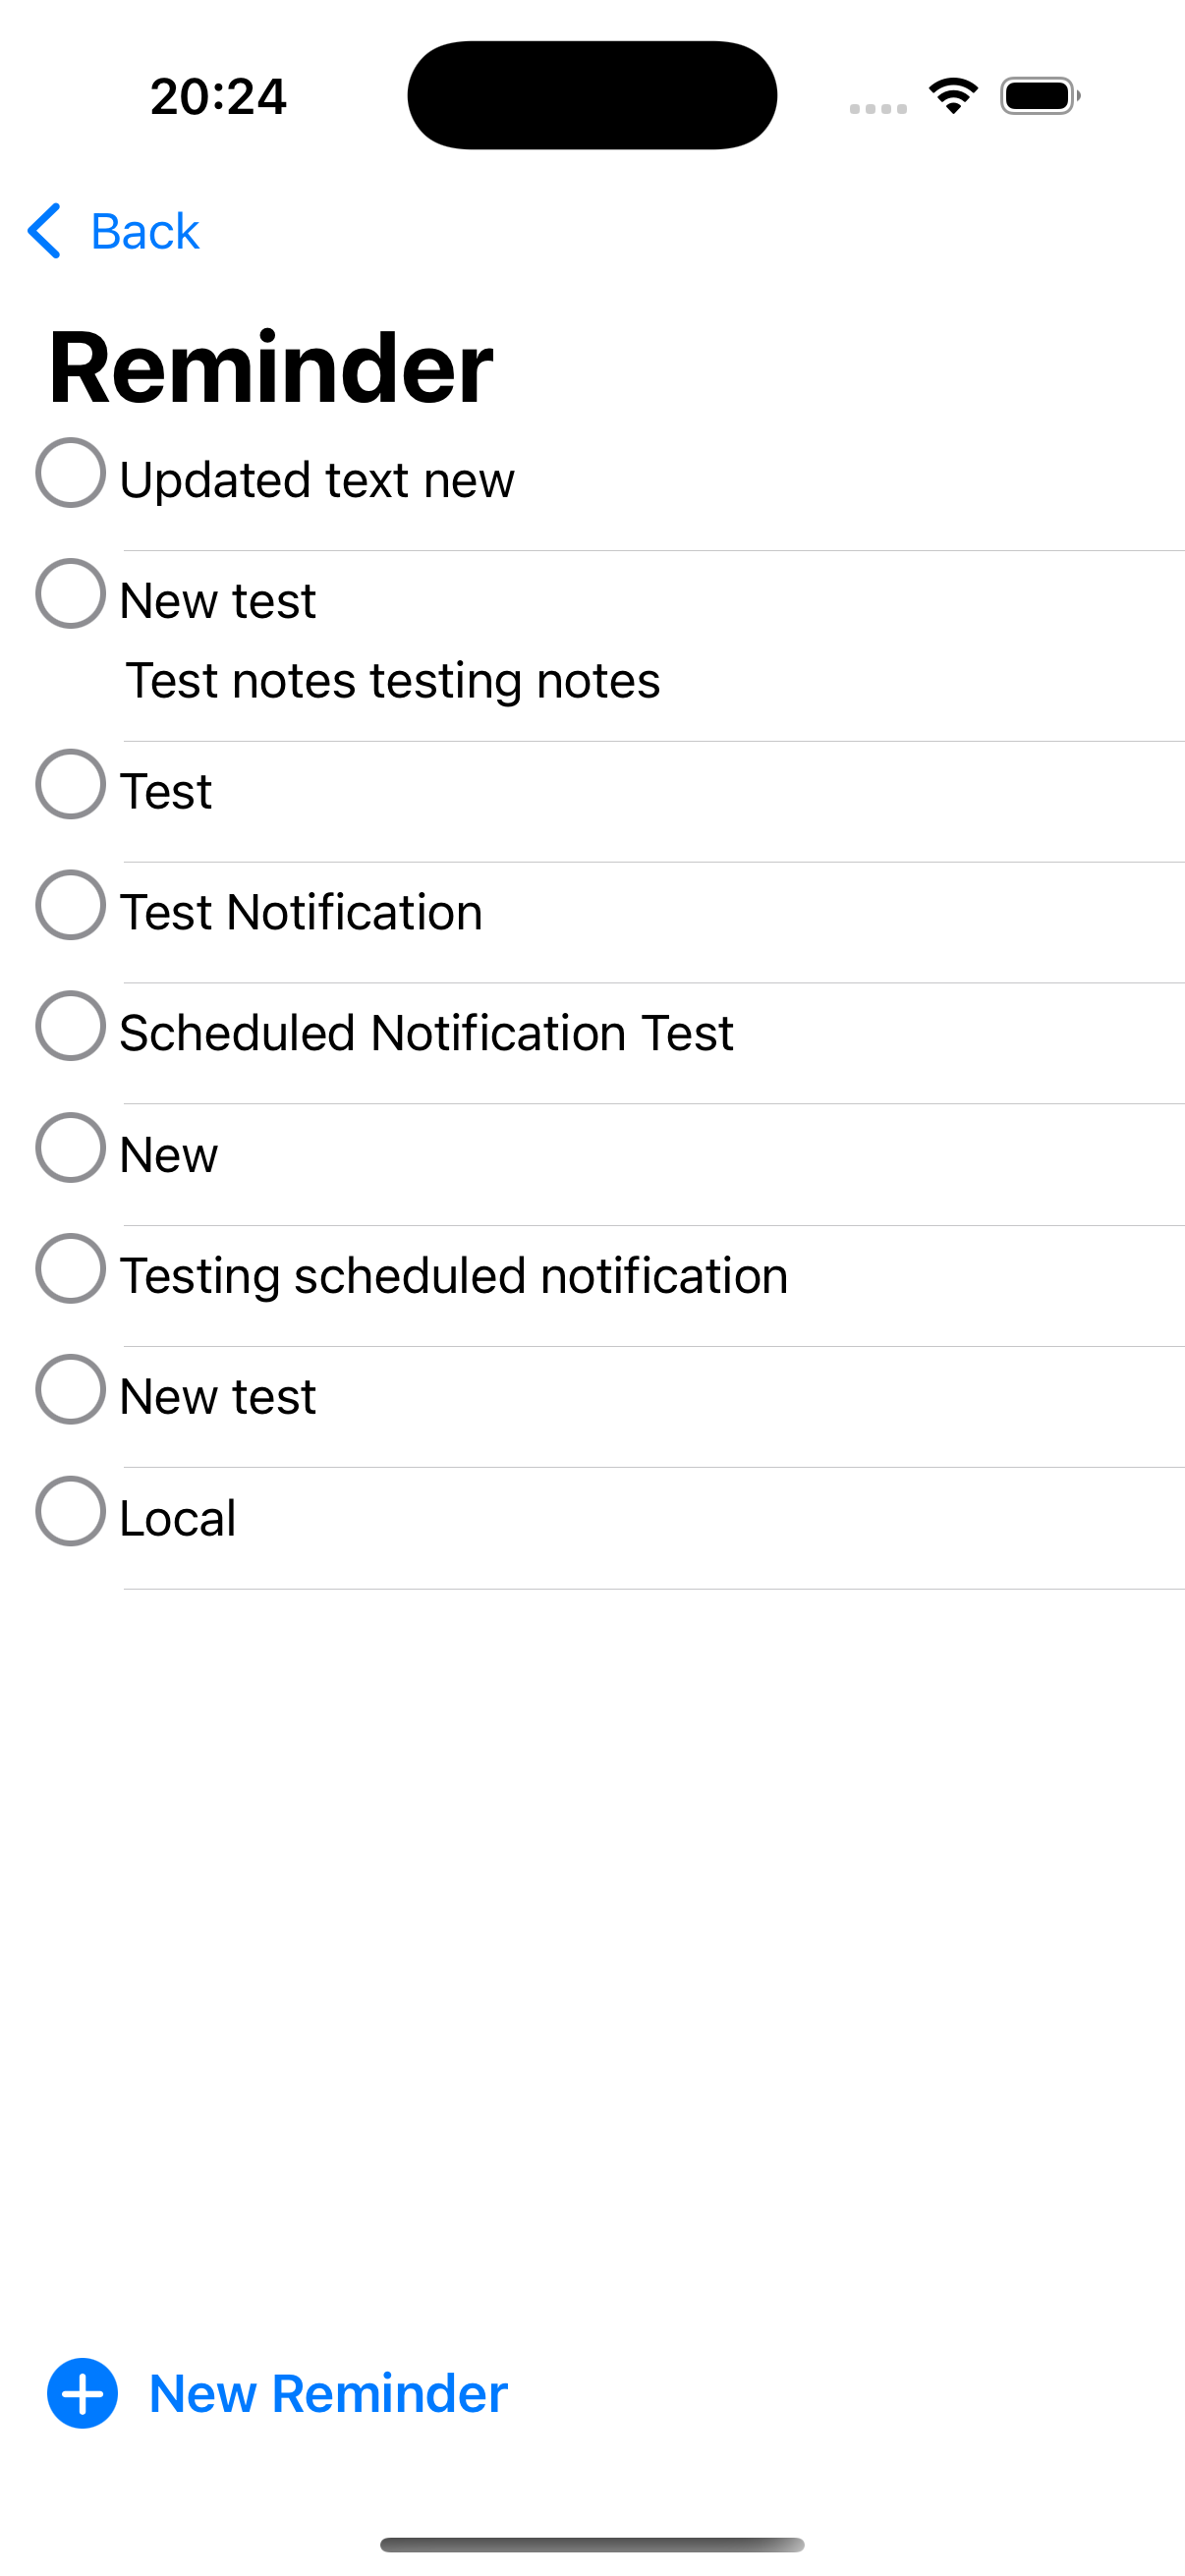 20:24
Back
Reminder
Updated text new
New test
Test notes testing notes
Test
Test Notification
Scheduled Notification Test
New
Testing scheduled notification
New test
Local
New Reminder